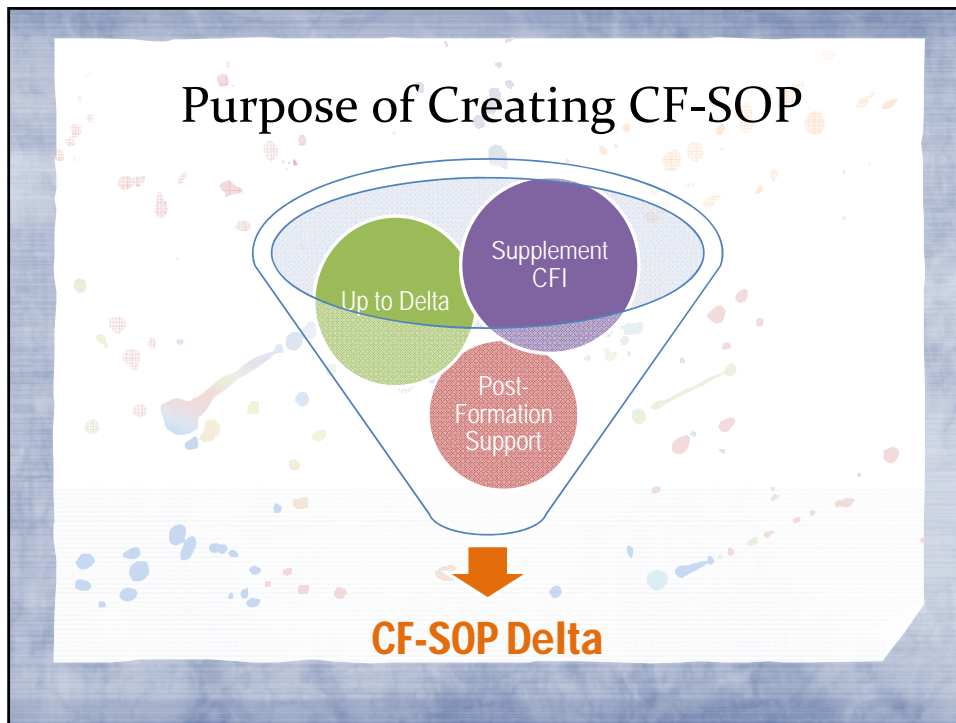 Purpose of Creating CF-SOP
Supplement
CFI
Up to Delta
Post-
Formation
Support
CF-SOP Delta